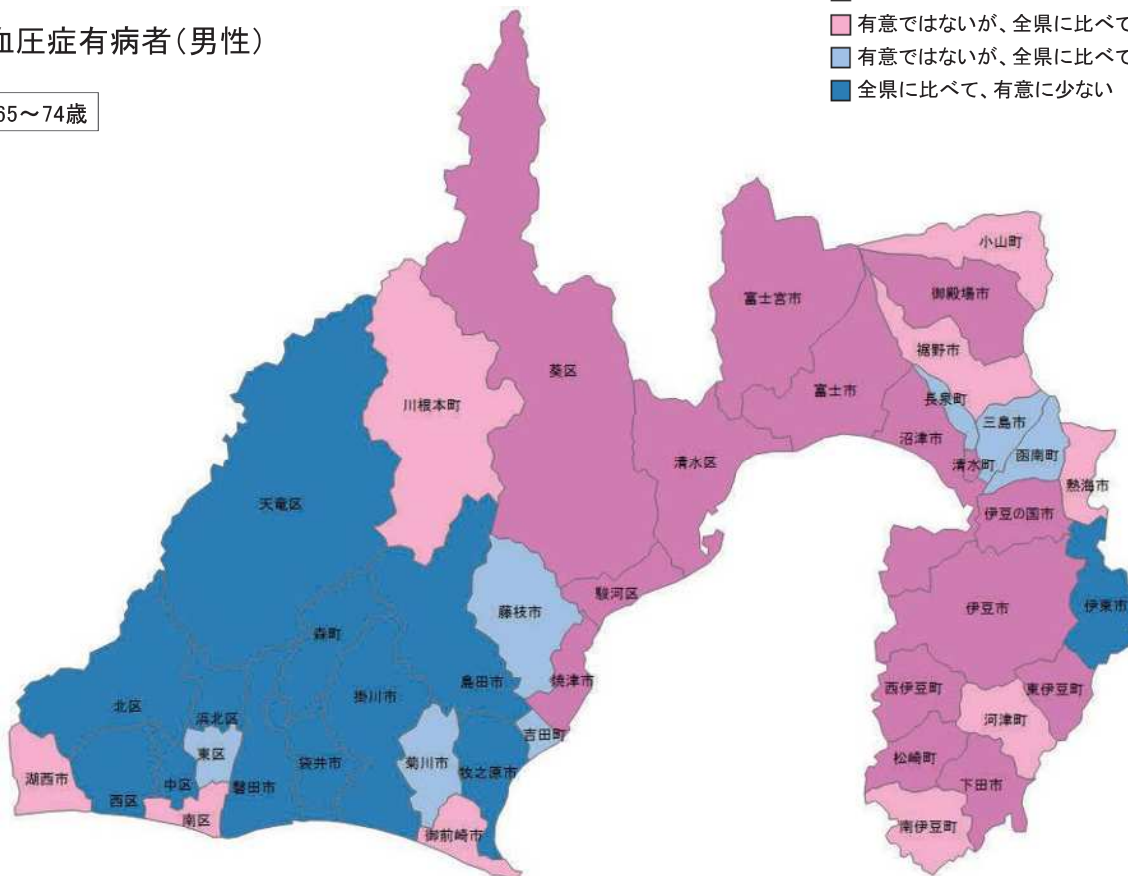 血圧症有病者(男性)
65～74歳
有意ではないが、全県に比べて
有意ではないが、全県に比べて
全県に比べて、有意に少ない
小山町
御殿場市
富士宮市
裾野市
葵区
富士市
長泉町
川根本町
三島市
沼津市
函南町
清水区
清水町
熱海市
天竜区
伊豆の国市
駿河区
伊東市
伊豆市
藤枝市
森町
島田市
焼津市
掛川市
西伊豆町
東伊豆町
北区
浜北区
河津町
吉田町
東区
袋井市
菊川市
牧之原市
松崎町
湖西市
中区
磐田市
下田市
西区
南区
御前崎市
南伊豆町